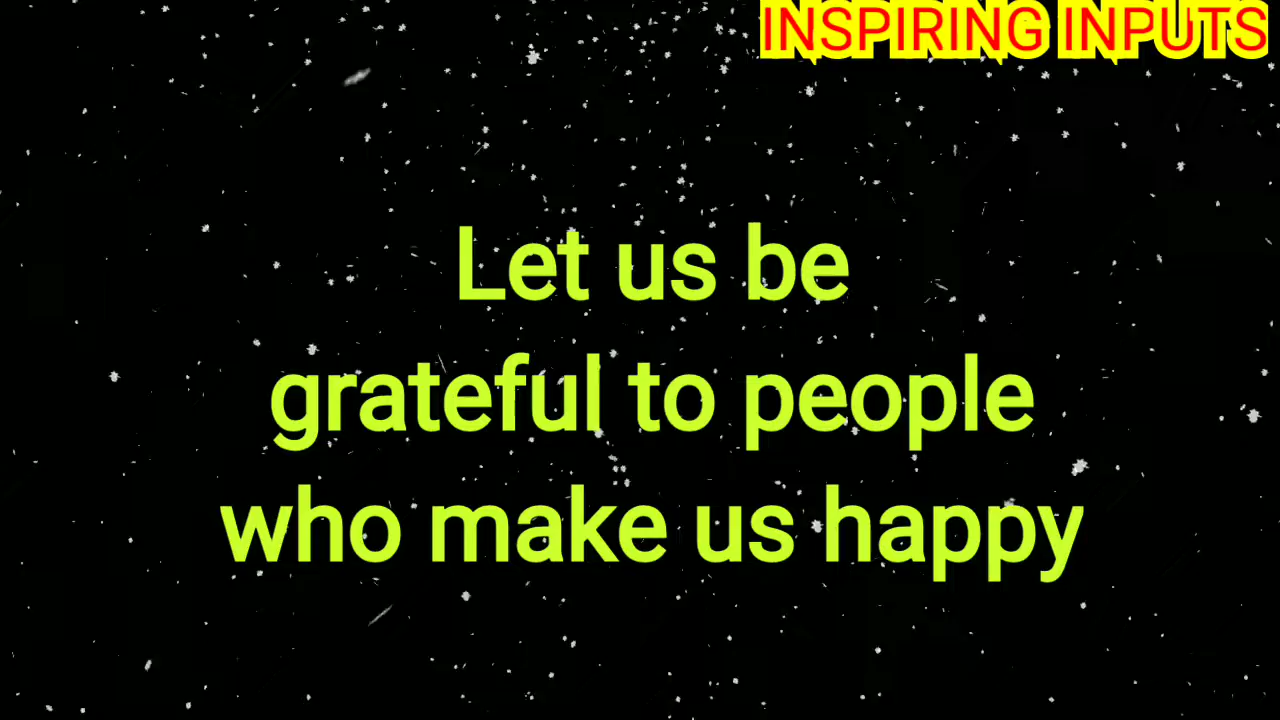 INSPIRING INPUTS
Let us be
grateful to people
who make us happy